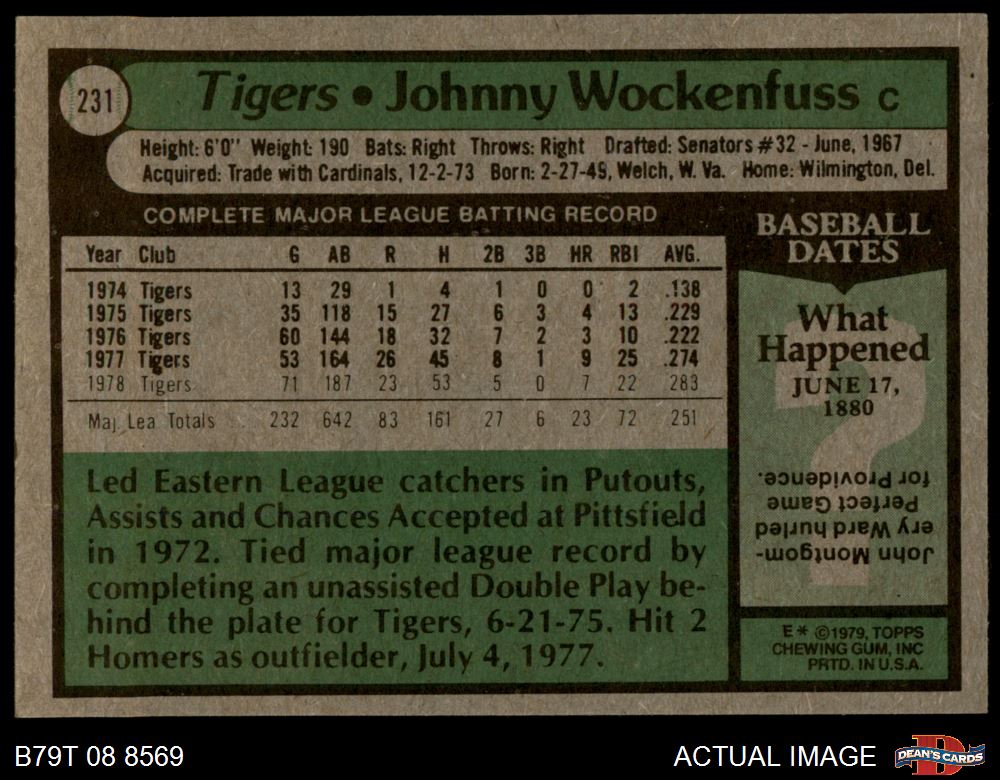 231
Tigers • Johnny Wockenfuss C
Height: 6'0" Weight: 190 Bats: Right Throws: Right Drafted: Senators #32 - June, 1967
Acquired: Trade with Cardinals, 12-2-73 Born: 2-27-49, Welch, W. Va. Home: Wilmington, Del.
COMPLETE MAJOR LEAGUE BATTING RECORD
Year Club G AB R H 2B 3B HR RBI AVG.
1974 Tigers 13 29 1 4 1 0 0 2 .138
1975 Tigers 35 118 15 27 6 3 4 13 .229
1976 Tigers 60 144 18 32 7 2 3 10 .222
1977 Tigers 53 164 26 45 8 1 9 25 .274
1978 Tigers 71 187 23 53 5 0 7 22 283
Maj. Lea Totals 232 642 83 161 27 6 23 72 251
Led Eastern League catchers in Putouts,
Assists and Chances Accepted at Pittsfield
in 1972. Tied major league record by
completing an unassisted Double Play be-
hind the plate for Tigers, 6-21-75. Hit 2
Homers as outfielder, July 4, 1977.
BASEBALL
DATES
What
Happened
JUNE 17,
1880
?
John Montgom-
ery Ward hurled
Perfect Game
for Providence.
E* ©1979, TOPPS
CHEWING GUM, INC
PRTD. IN U.S.A.
B79T 08 8569
ACTUAL IMAGE
D
DEAN'S CARDS